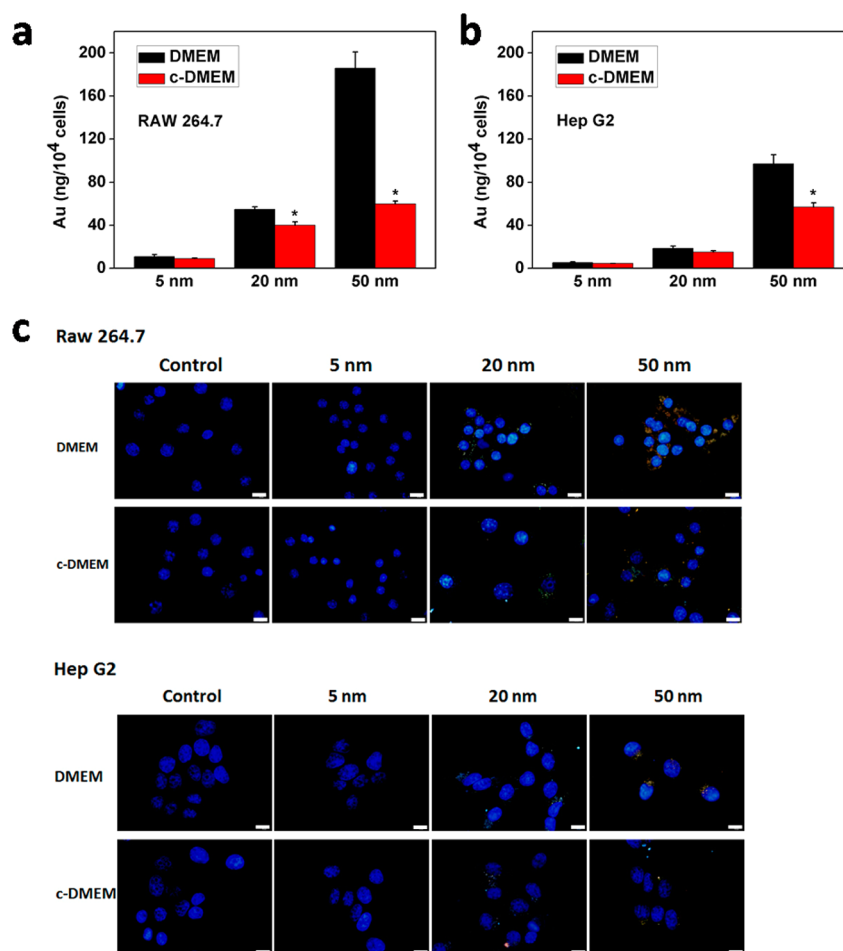 a
200
160
120
80
40
0
Au (ng/10⁴ cells)
DMEM
c-DMEM
RAW 264.7
*
*
5 nm 20 nm 50 nm
b
200
160
120
80
40
0
Au (ng/10⁴ cells)
DMEM
c-DMEM
Hep G2
*
5 nm 20 nm 50 nm
c
Raw 264.7
Control 5 nm 20 nm 50 nm
DMEM
c-DMEM
Hep G2
Control 5 nm 20 nm 50 nm
DMEM
c-DMEM